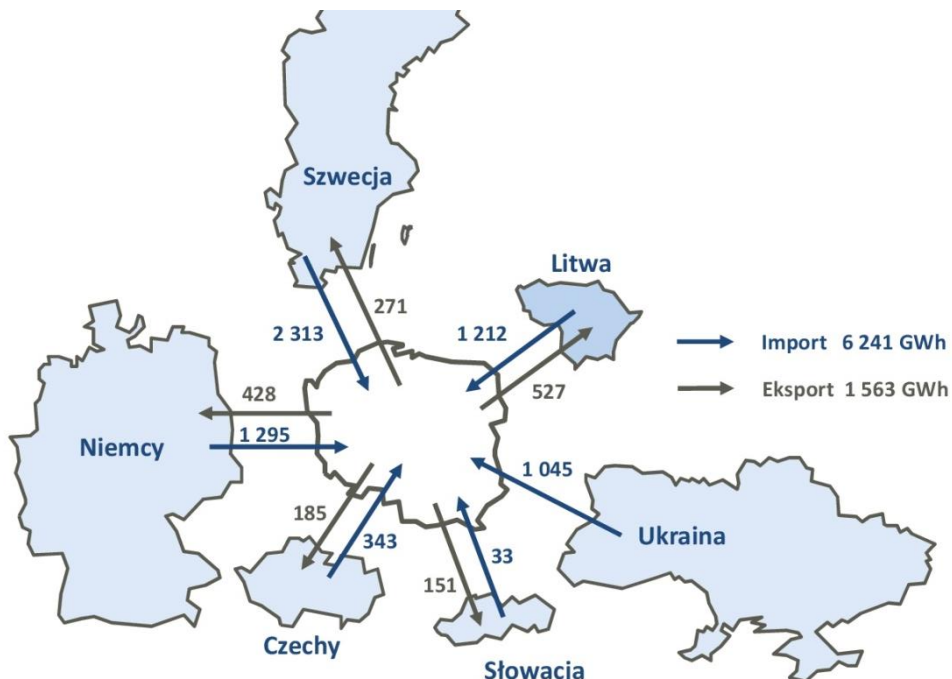 Szwecja
Litwa
2 313
271
1 212
527
Import 6 241 GWh
Eksport 1 563 GWh
428
1 295
Niemcy
1 045
Ukraina
185
343
33
151
Czechy
Słowacja